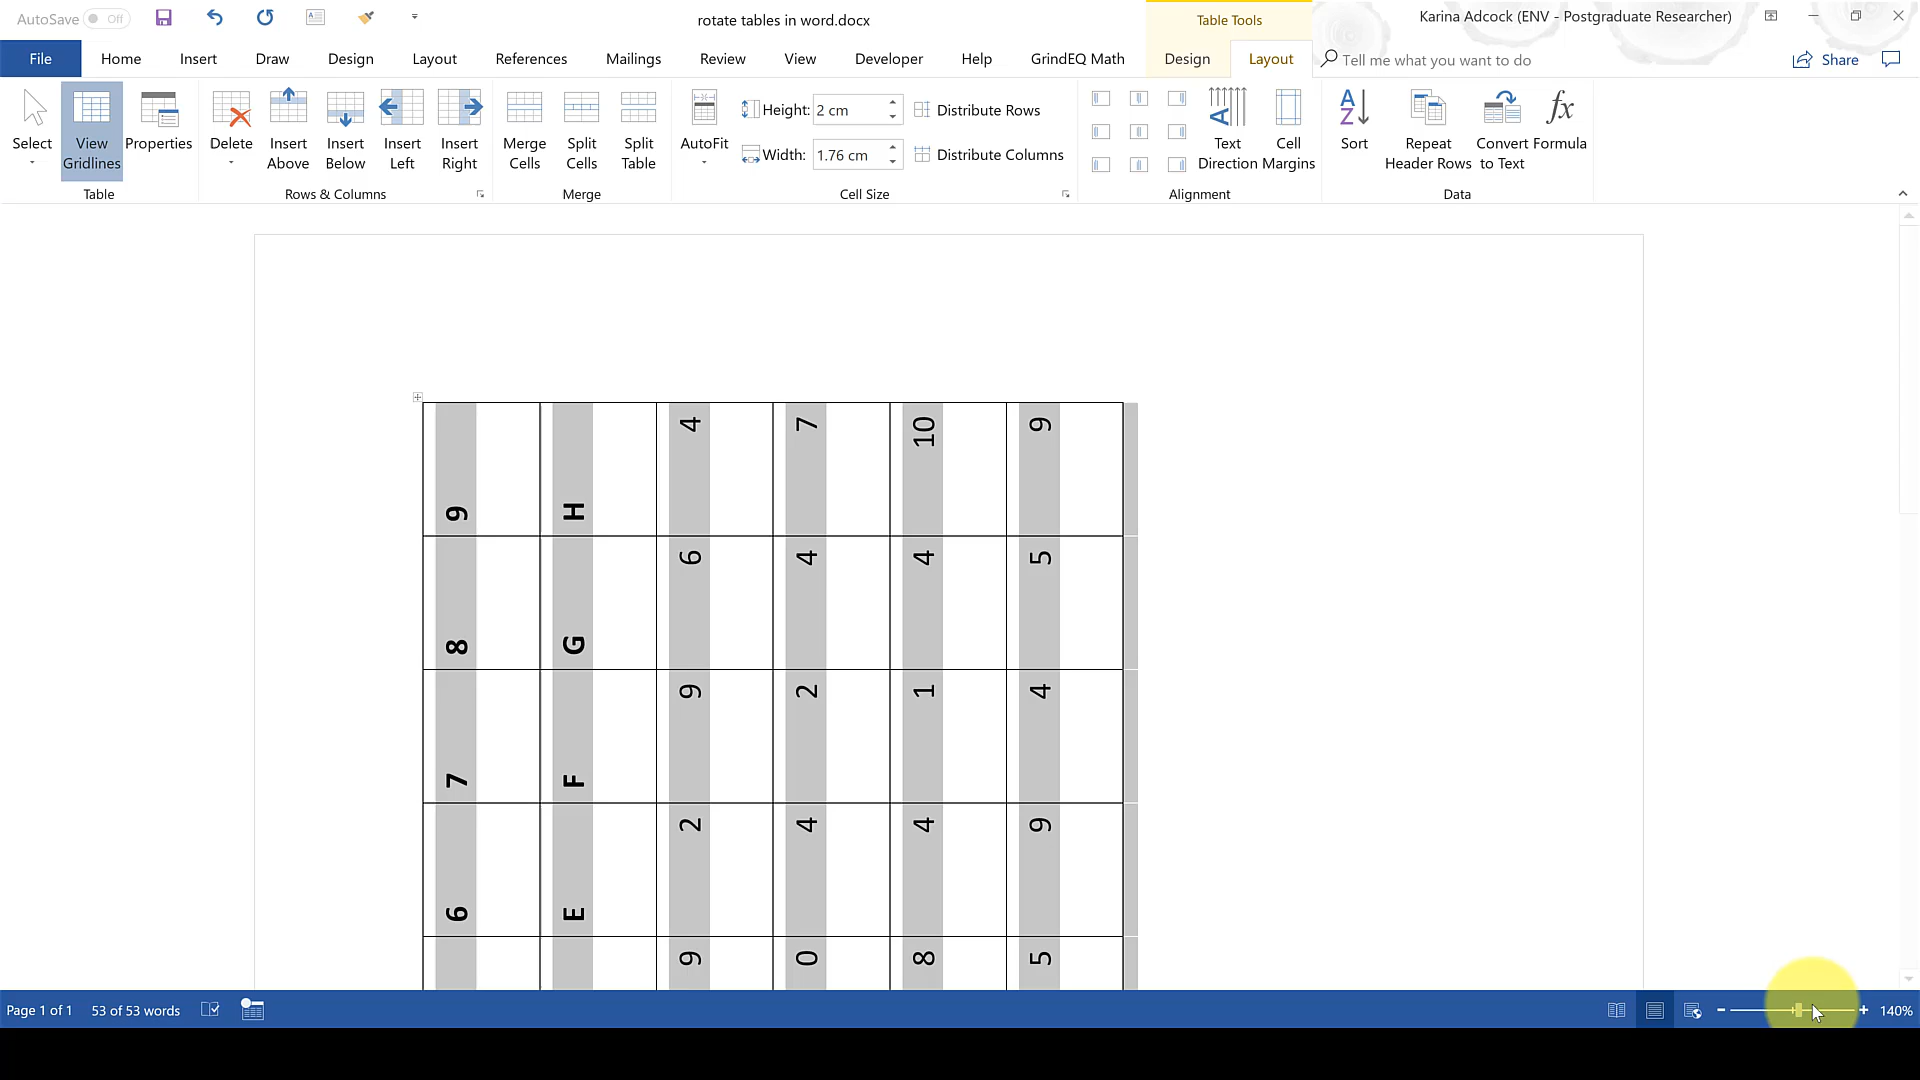 AutoSave Off
rotate tables in word.docx
Table Tools
Karina Adcock (ENV - Postgraduate Researcher)
File Home Insert Draw Design Layout References Mailings Review View Developer Help GrindEQ Math Design Layout Tell me what you want to do Share
Select
View Gridlines
Properties
Table
Delete
Insert Above
Insert Below
Insert Left
Insert Right
Rows & Columns
Merge Cells
Split Cells
Split Table
Merge
AutoFit
Height: 2 cm
Distribute Rows
Width: 1.76 cm
Distribute Columns
Cell Size
Text Direction
Cell Margins
Alignment
Sort
Repeat Header Rows
Convert to Text
fx
Formula
Data
9 H 4 7 10 9
8 G 6 4 4 5
7 F 9 2 1 4
6 E 2 4 4 9
9 0 8 5
Page 1 of 1 53 of 53 words
140%